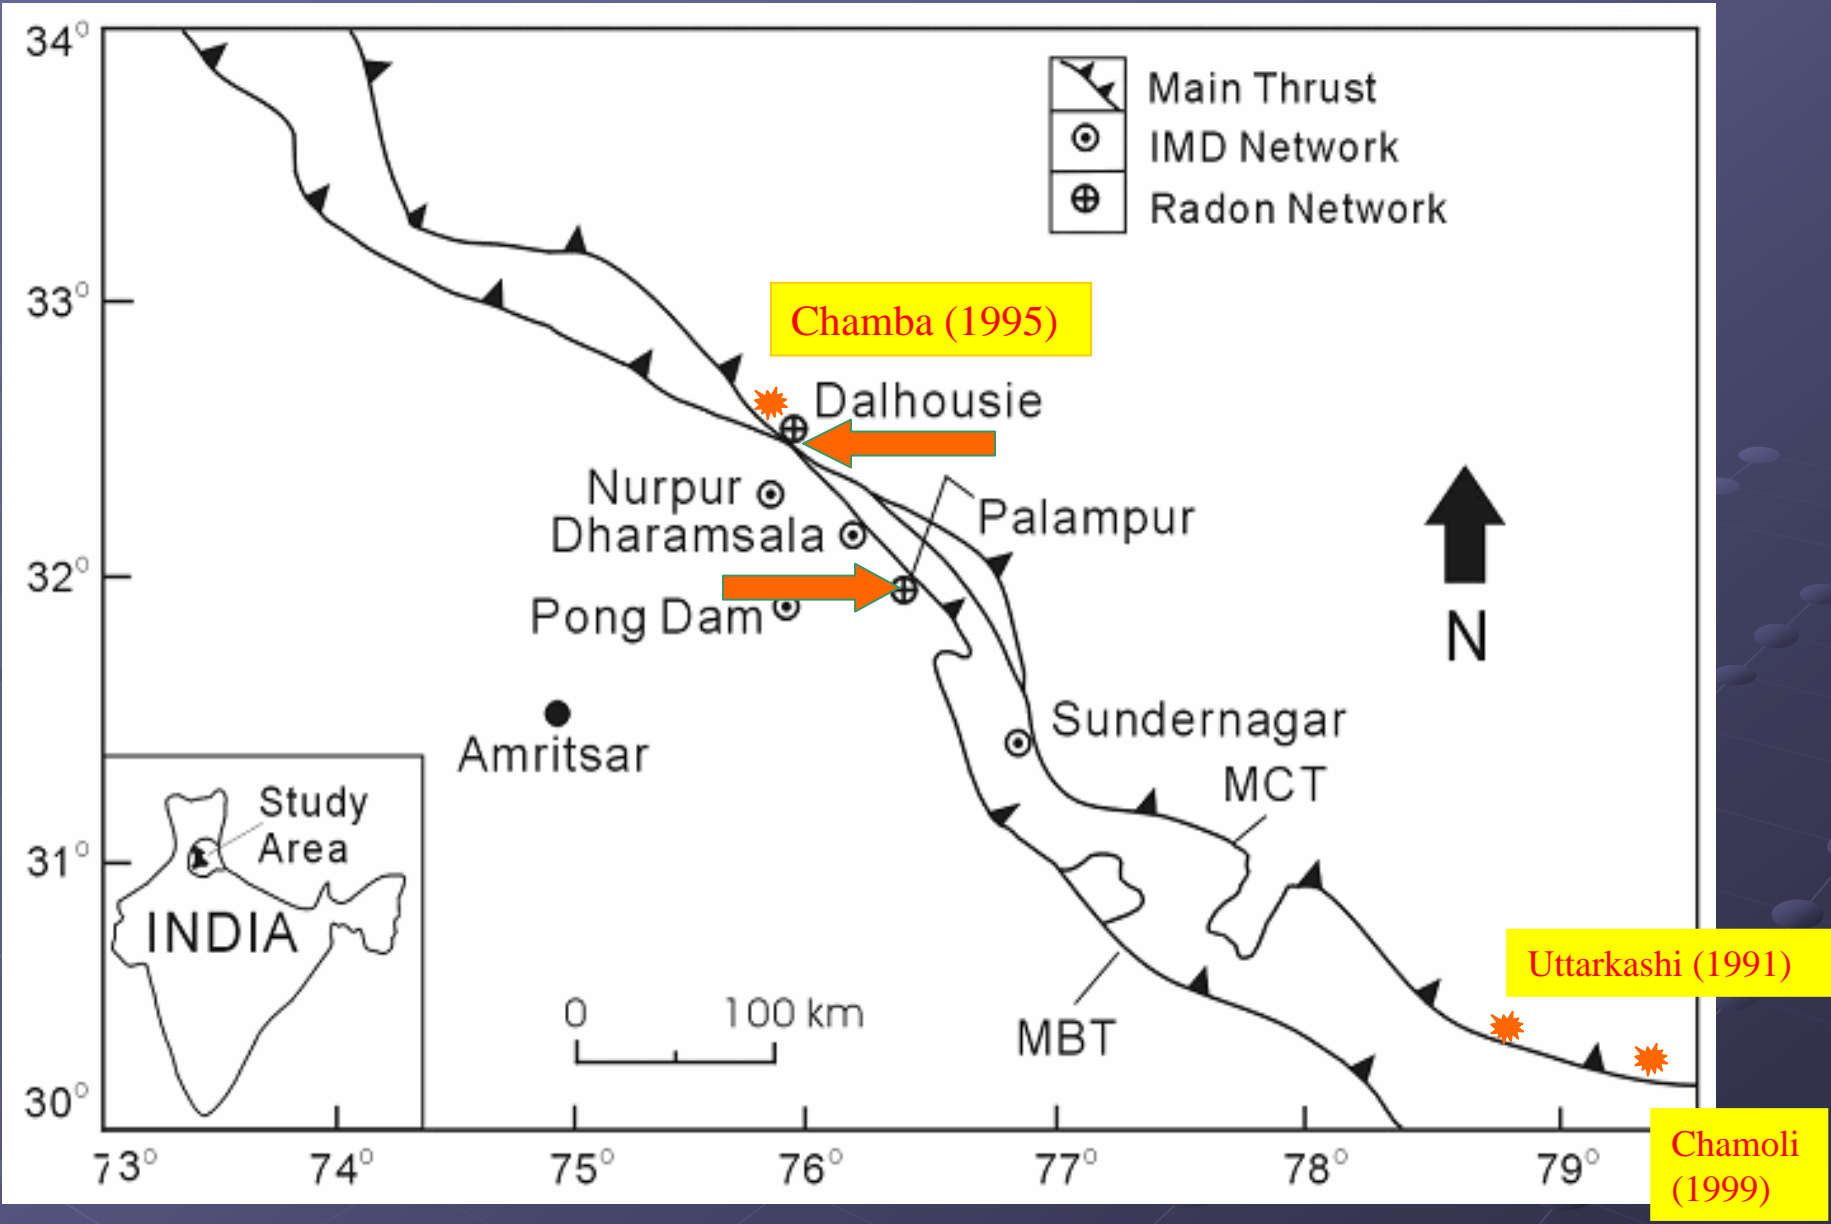 34°
Main Thrust
IMD Network
Radon Network
33°
Chamba (1995)
Dalhousie
Nurpur
Palampur
Dharamsala
32°
Pong Dam
N
Sundernagar
Amritsar
MCT
Study
Area
31°
INDIA
Uttarkashi (1991)
0 100 km
MBT
30°
Chamoli
(1999)
73° 74° 75° 76° 77° 78° 79°